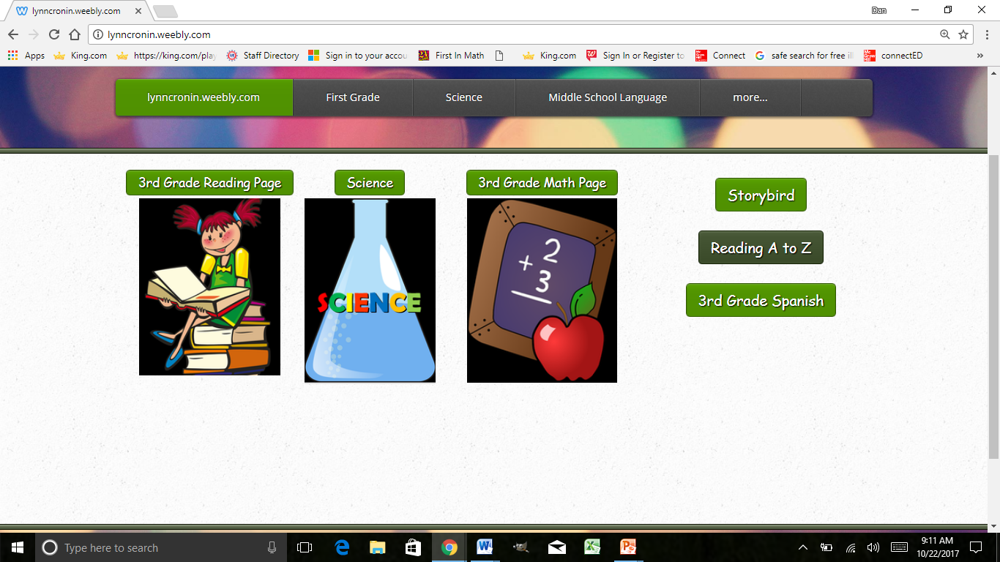 lynncronin.weebly.com
Dan
lynncronin.weebly.com
Apps King.com https://king.com/play Staff Directory Sign in to your accou First In Math King.com Sign In or Register to Connect safe search for free ill connectED
lynncronin.weebly.com First Grade Science Middle School Language more...
3rd Grade Reading Page Science 3rd Grade Math Page
Storybird
Reading A to Z
3rd Grade Spanish
2
+ 3
SCIENCE
Type here to search
9:11 AM
10/22/2017